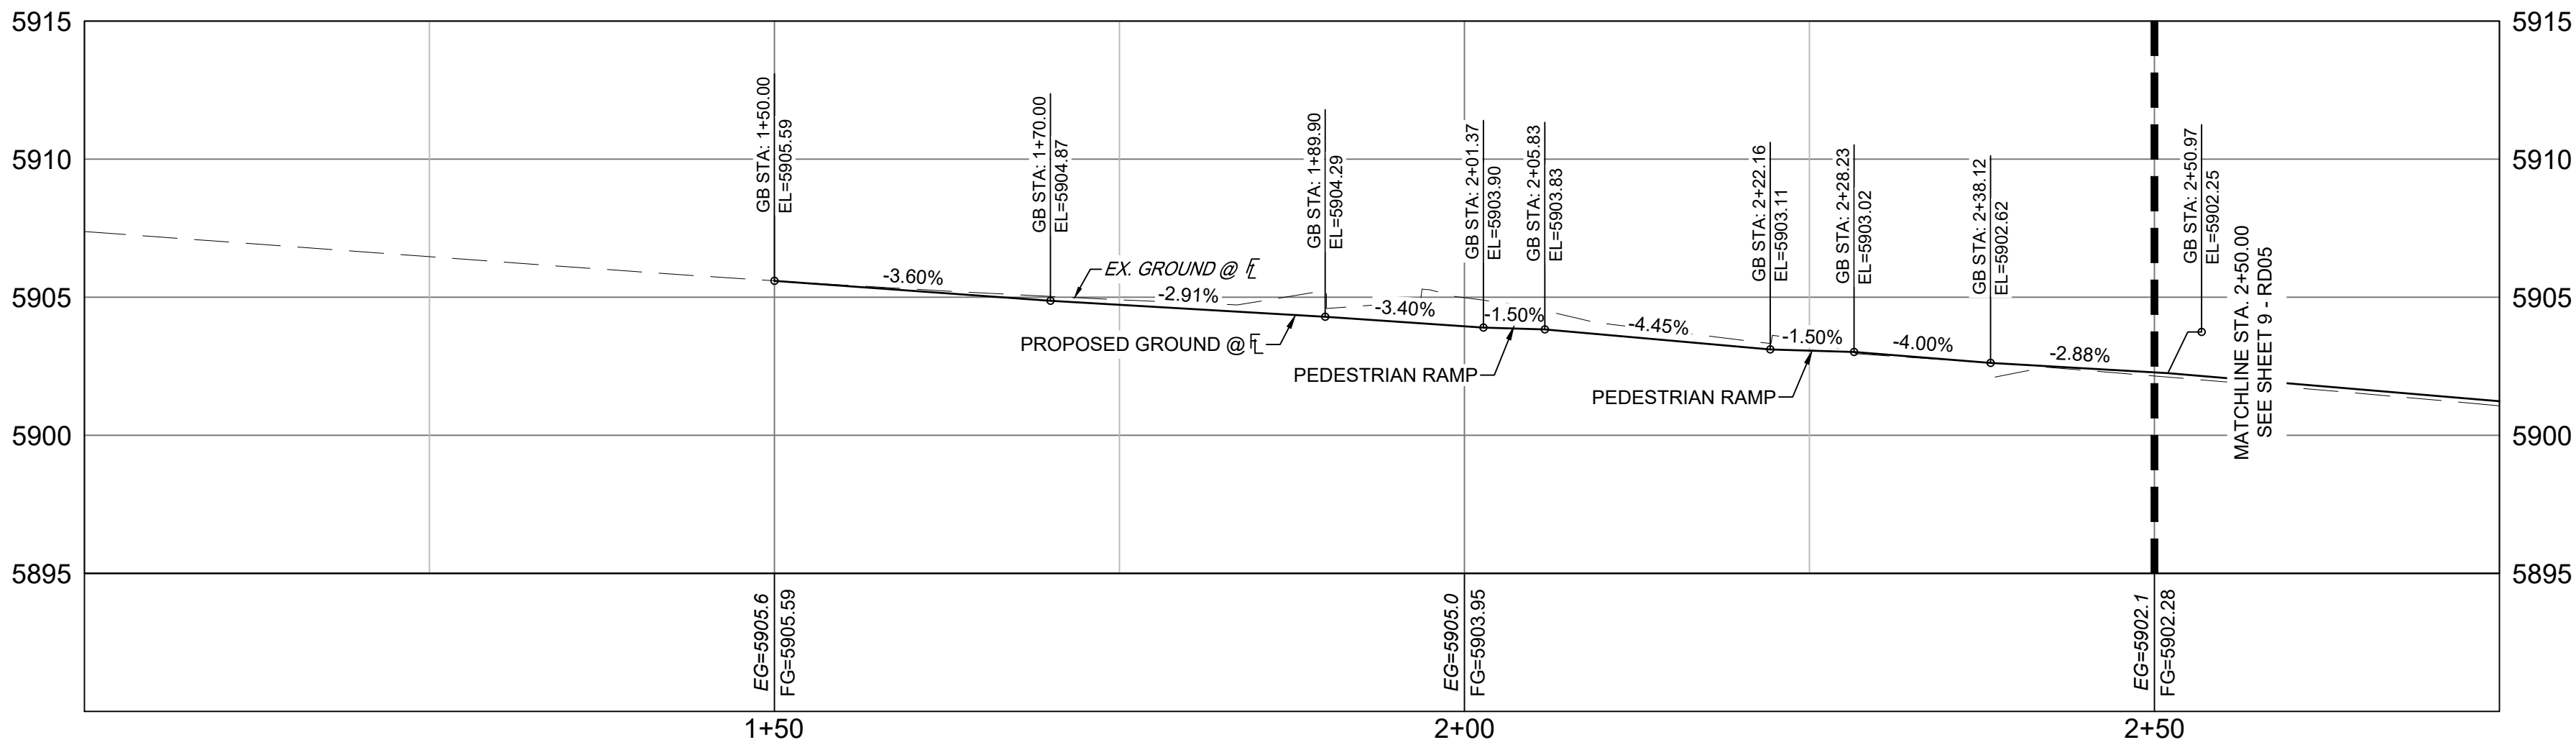 5915
5915
5910
5910
5905
5905
5900
5900
5895
5895
GB STA: 1+50.00
EL=5905.59
GB STA: 1+70.00
EL=5904.87
GB STA: 1+89.90
EL=5904.29
GB STA: 2+01.37
EL=5903.90
GB STA: 2+05.83
EL=5903.83
GB STA: 2+22.16
EL=5903.11
GB STA: 2+28.23
EL=5903.02
GB STA: 2+38.12
EL=5902.62
GB STA: 2+50.97
EL=5902.25
MATCHLINE STA. 2+50.00
SEE SHEET 9 - RD05
-3.60%
EX. GROUND @ FL
-2.91%
-3.40%
-1.50%
-4.45%
-1.50%
-4.00%
-2.88%
PROPOSED GROUND @ FL
PEDESTRIAN RAMP
PEDESTRIAN RAMP
EG=5905.6
FG=5905.59
EG=5905.0
FG=5903.95
EG=5902.1
FG=5902.28
1+50
2+00
2+50